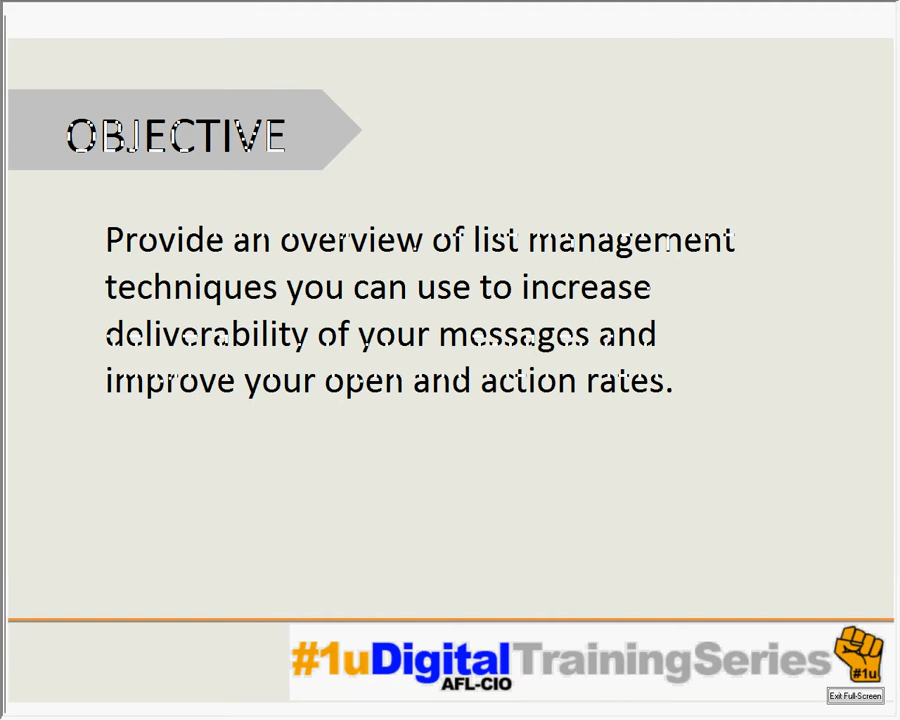 OBJECTIVE
Provide an overview of list management
techniques you can use to increase
deliverability of your messages and
improve your open and action rates.
#1uDigitalTrainingSeries
AFL-CIO
#1u
Exit Full-Screen